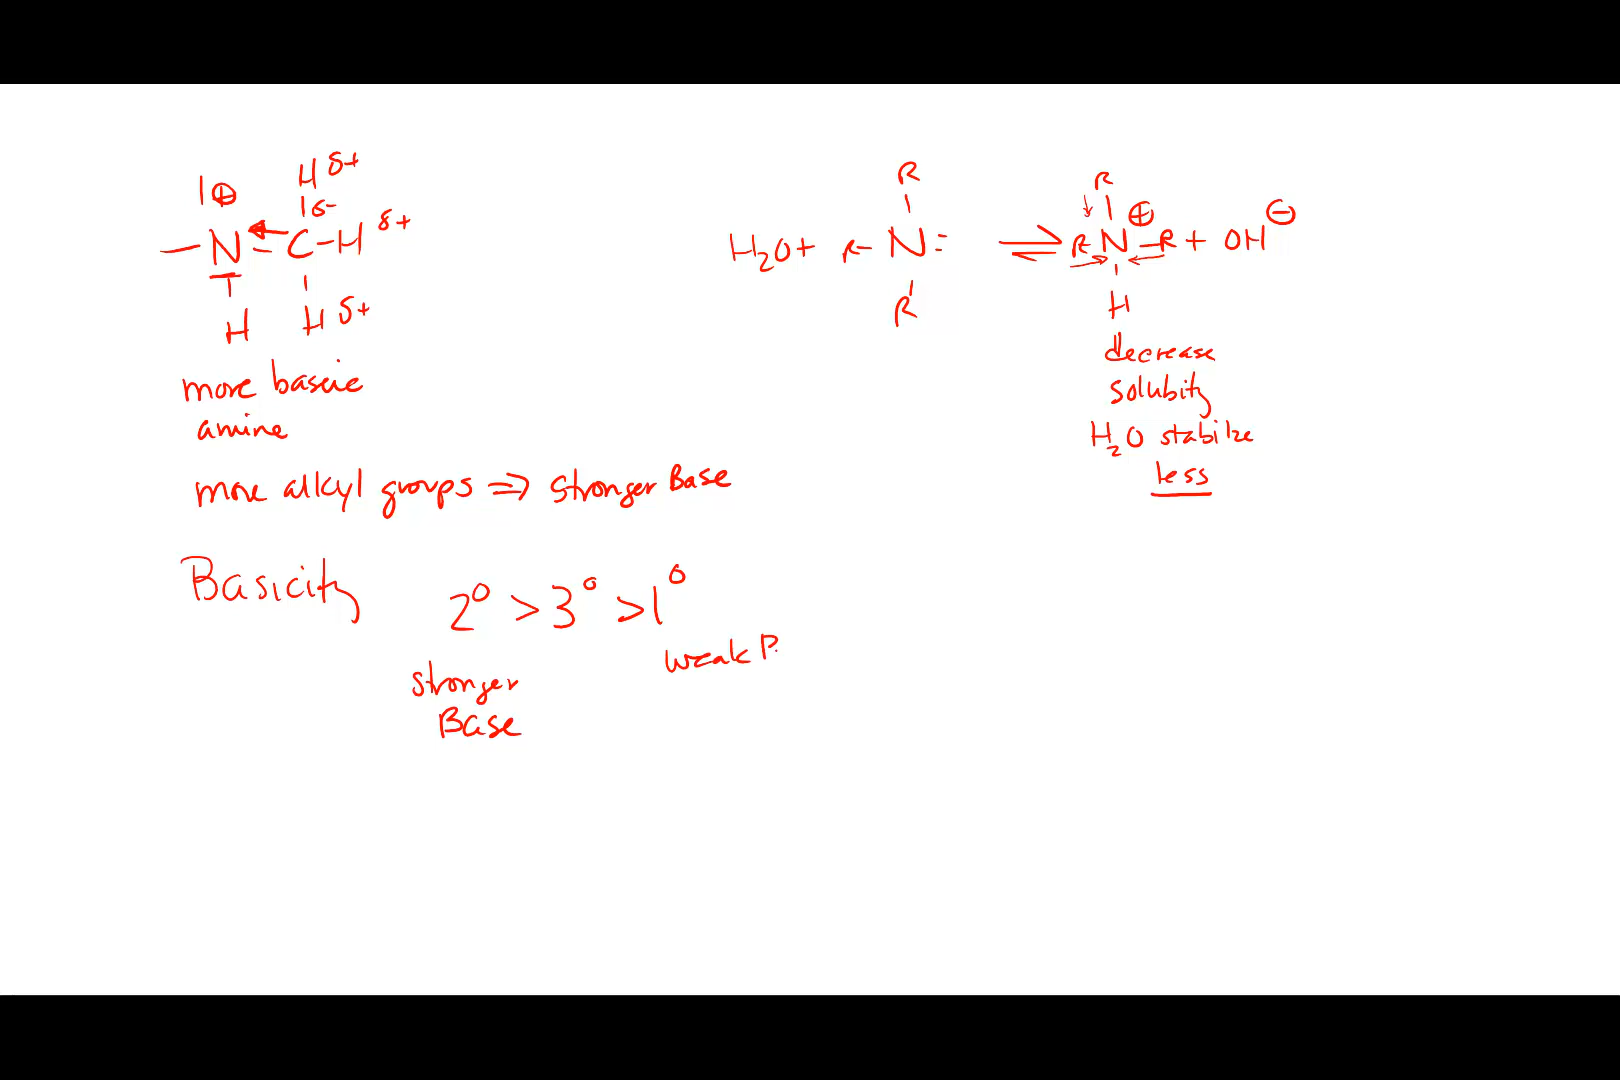 H δ+
| ⊕ | δ-
— N — C – H δ+
H H δ+
more baseic
amine
more alkyl groups ⇒ stronger Base
Basicity 2° > 3° > 1°
weak
stronger
Base
R
H₂O + R– N: ⇌ R N –R + OH ⊖
R
R ⊕
H
decrease
solubity
H₂O stabilze
less